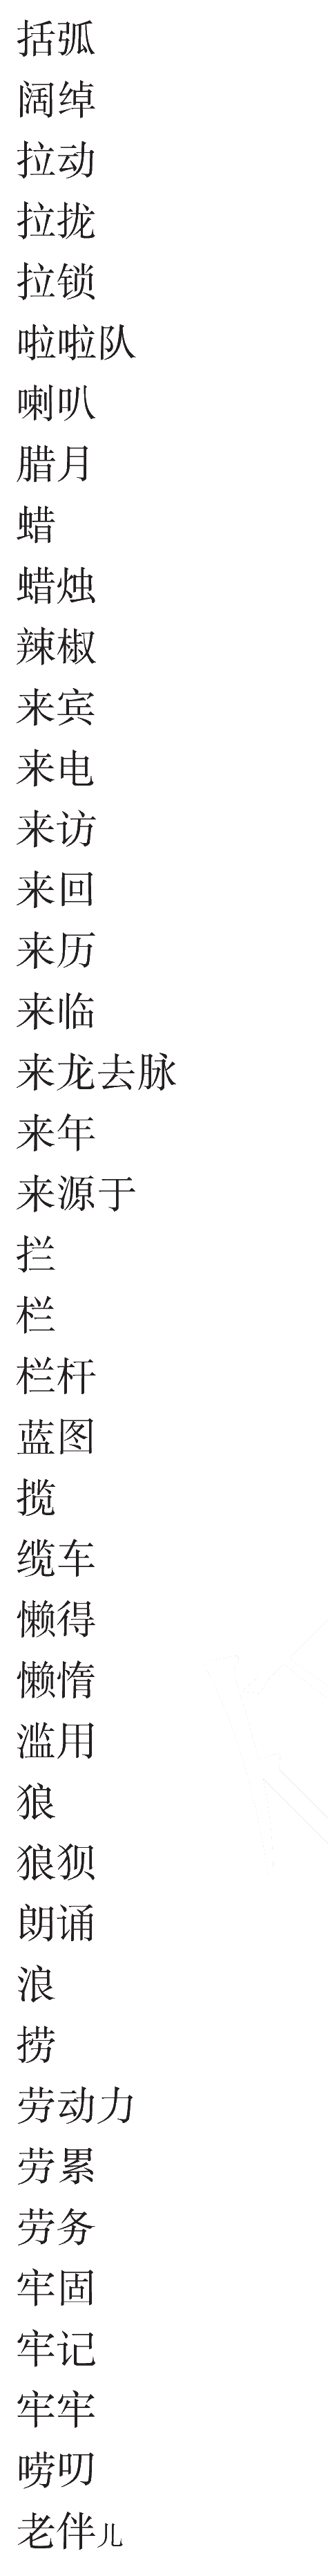 括弧
阔绰
拉动
拉拢
拉锁
啦啦队
喇叭
腊月
蜡
蜡烛
辣椒
来宾
来电
来访
来回
来历
来临
来龙去脉
来年
来源于
拦
栏
栏杆
蓝图
揽
缆车
懒得
懒惰
滥用
狼
狼狈
朗诵
浪
捞
劳动力
劳累
劳务
牢固
牢记
牢牢
唠叨
老伴儿